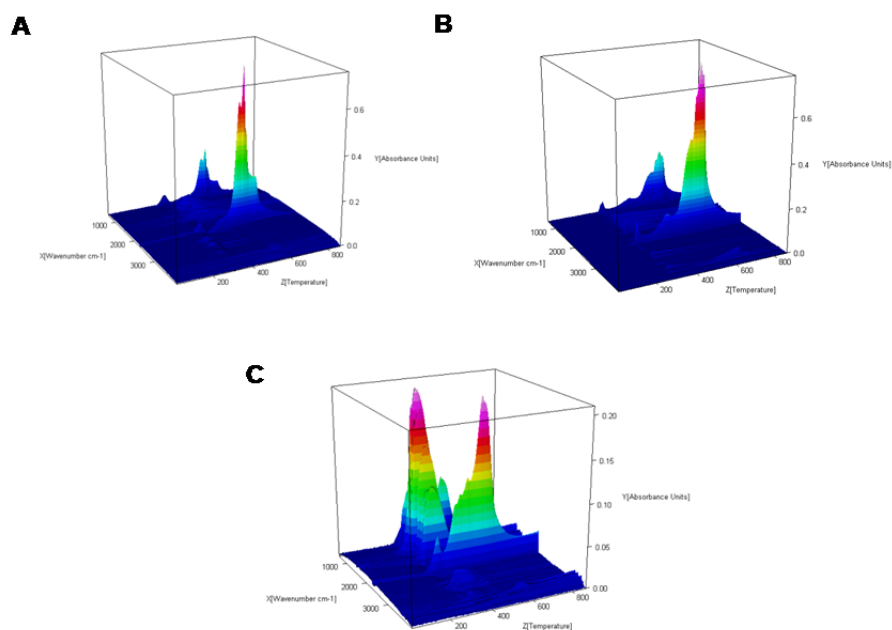 A
0.6
0.4
Y[Absorbance Units]
0.2
0.0
1000
2000
3000
X[Wavenumber cm-1]
200
400
600
800
Z[Temperature]
B
0.6
0.4
Y[Absorbance Units]
0.2
0.0
1000
2000
3000
X[Wavenumber cm-1]
200
400
600
800
Z[Temperature]
C
0.20
0.15
Y[Absorbance Units]
0.10
0.05
0.00
1000
2000
3000
X[Wavenumber cm-1]
200
400
600
800
Z[Temperature]